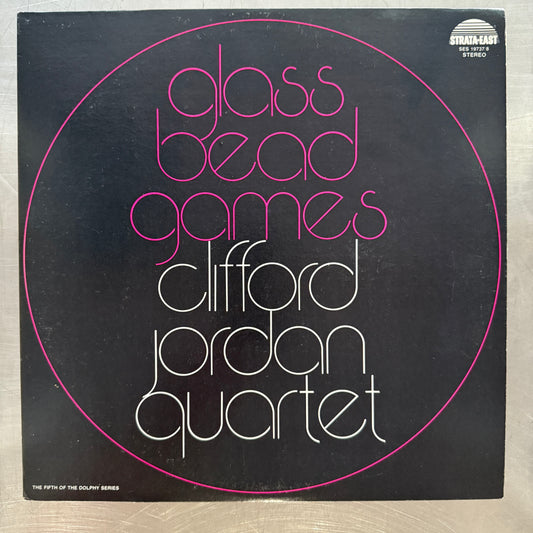 STRATA-EAST
SES 19737/8
STEREO
glass
bead
games
clifford
jordan
quartet
THE FIFTH OF THE DOLPHY SERIES